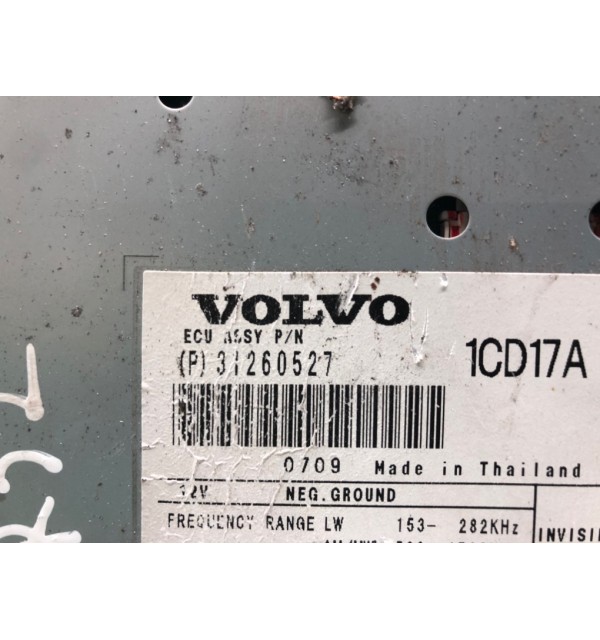 VOLVO
ECU ASSY P/N
(P) 31260527
1CD17A
0709 Made in Thailand
12V NEG.GROUND
FREQUENCY RANGE LW 153- 282KHz